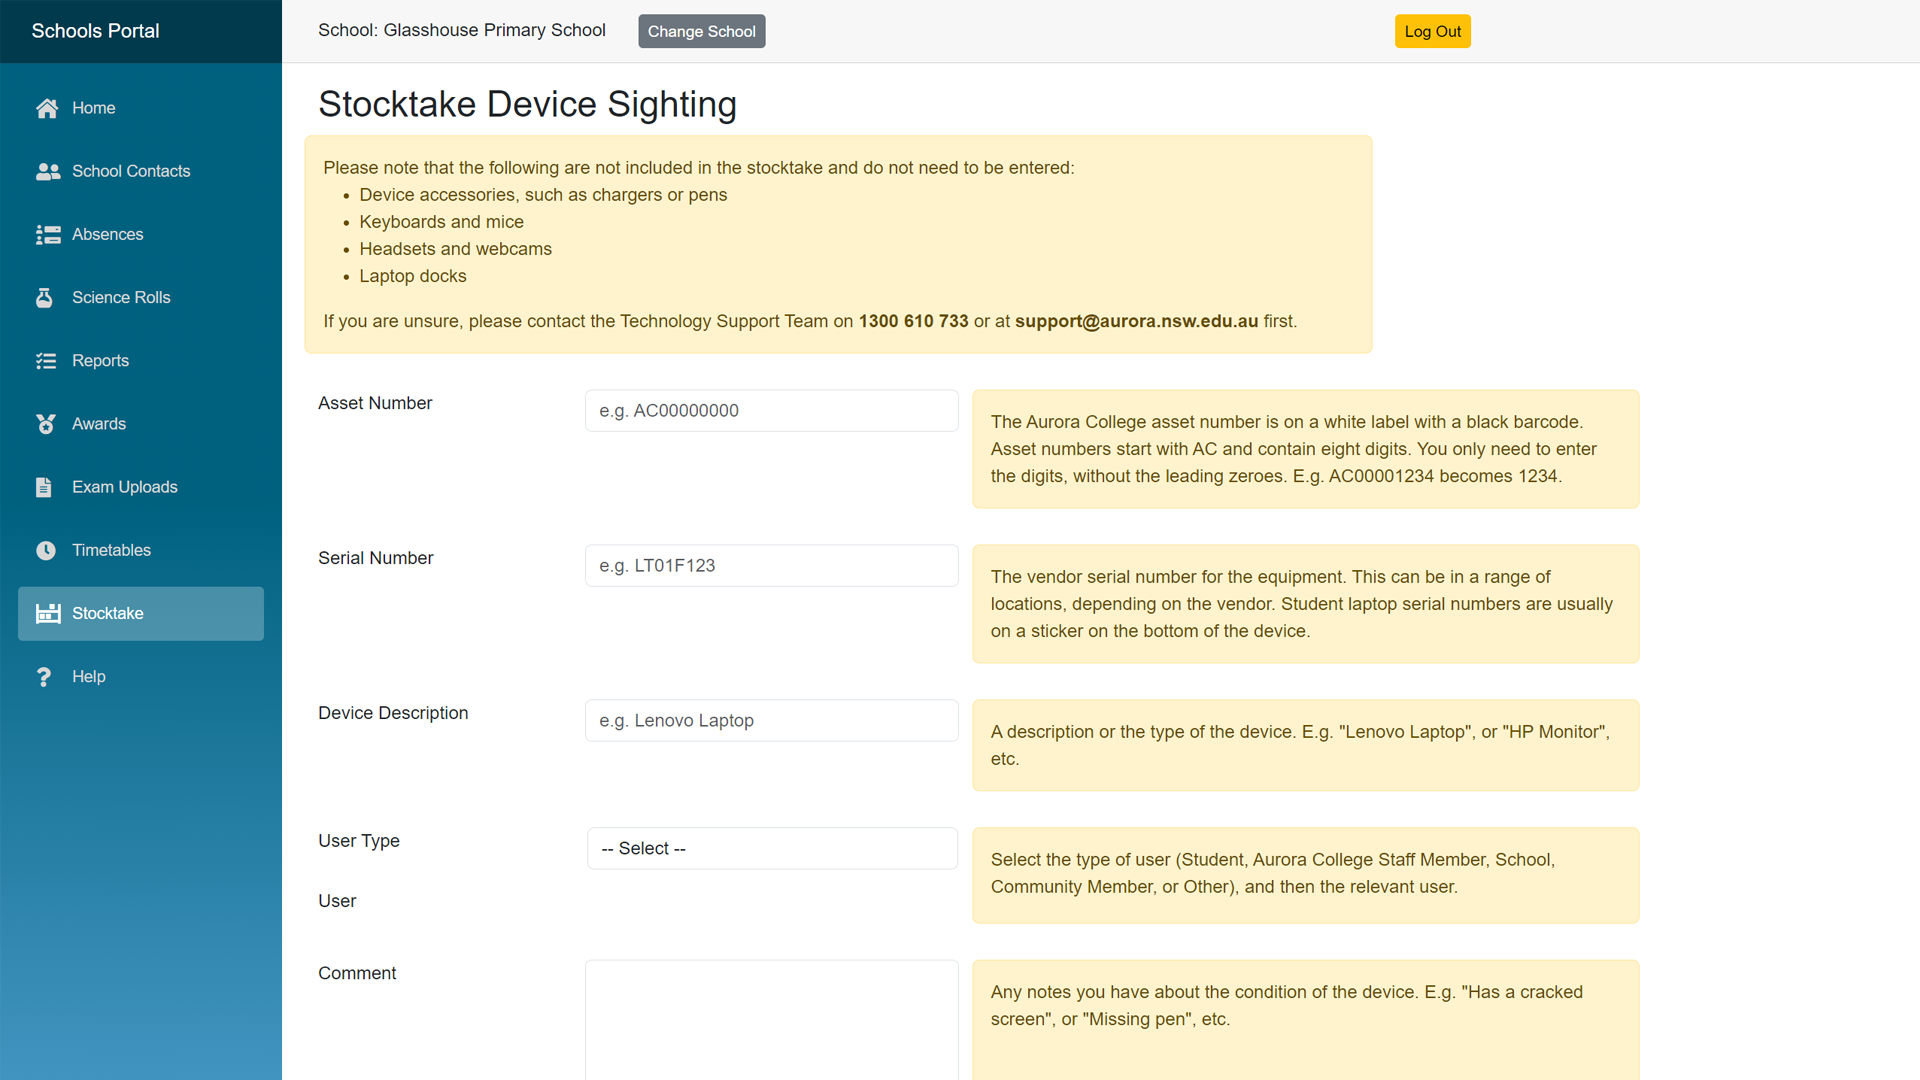 Schools Portal
School: Glasshouse Primary School
Change School
Log Out
Home
School Contacts
Absences
Science Rolls
Reports
Awards
Exam Uploads
Timetables
Stocktake
Help
Stocktake Device Sighting
Please note that the following are not included in the stocktake and do not need to be entered:
• Device accessories, such as chargers or pens
• Keyboards and mice
• Headsets and webcams
• Laptop docks
If you are unsure, please contact the Technology Support Team on 1300 610 733 or at support@aurora.nsw.edu.au first.
Asset Number
e.g. AC00000000
The Aurora College asset number is on a white label with a black barcode.
Asset numbers start with AC and contain eight digits. You only need to enter
the digits, without the leading zeroes. E.g. AC00001234 becomes 1234.
Serial Number
e.g. LT01F123
The vendor serial number for the equipment. This can be in a range of
locations, depending on the vendor. Student laptop serial numbers are usually
on a sticker on the bottom of the device.
Device Description
e.g. Lenovo Laptop
A description or the type of the device. E.g. "Lenovo Laptop", or "HP Monitor",
etc.
User Type
-- Select --
Select the type of user (Student, Aurora College Staff Member, School,
Community Member, or Other), and then the relevant user.
User
Comment
Any notes you have about the condition of the device. E.g. "Has a cracked
screen", or "Missing pen", etc.